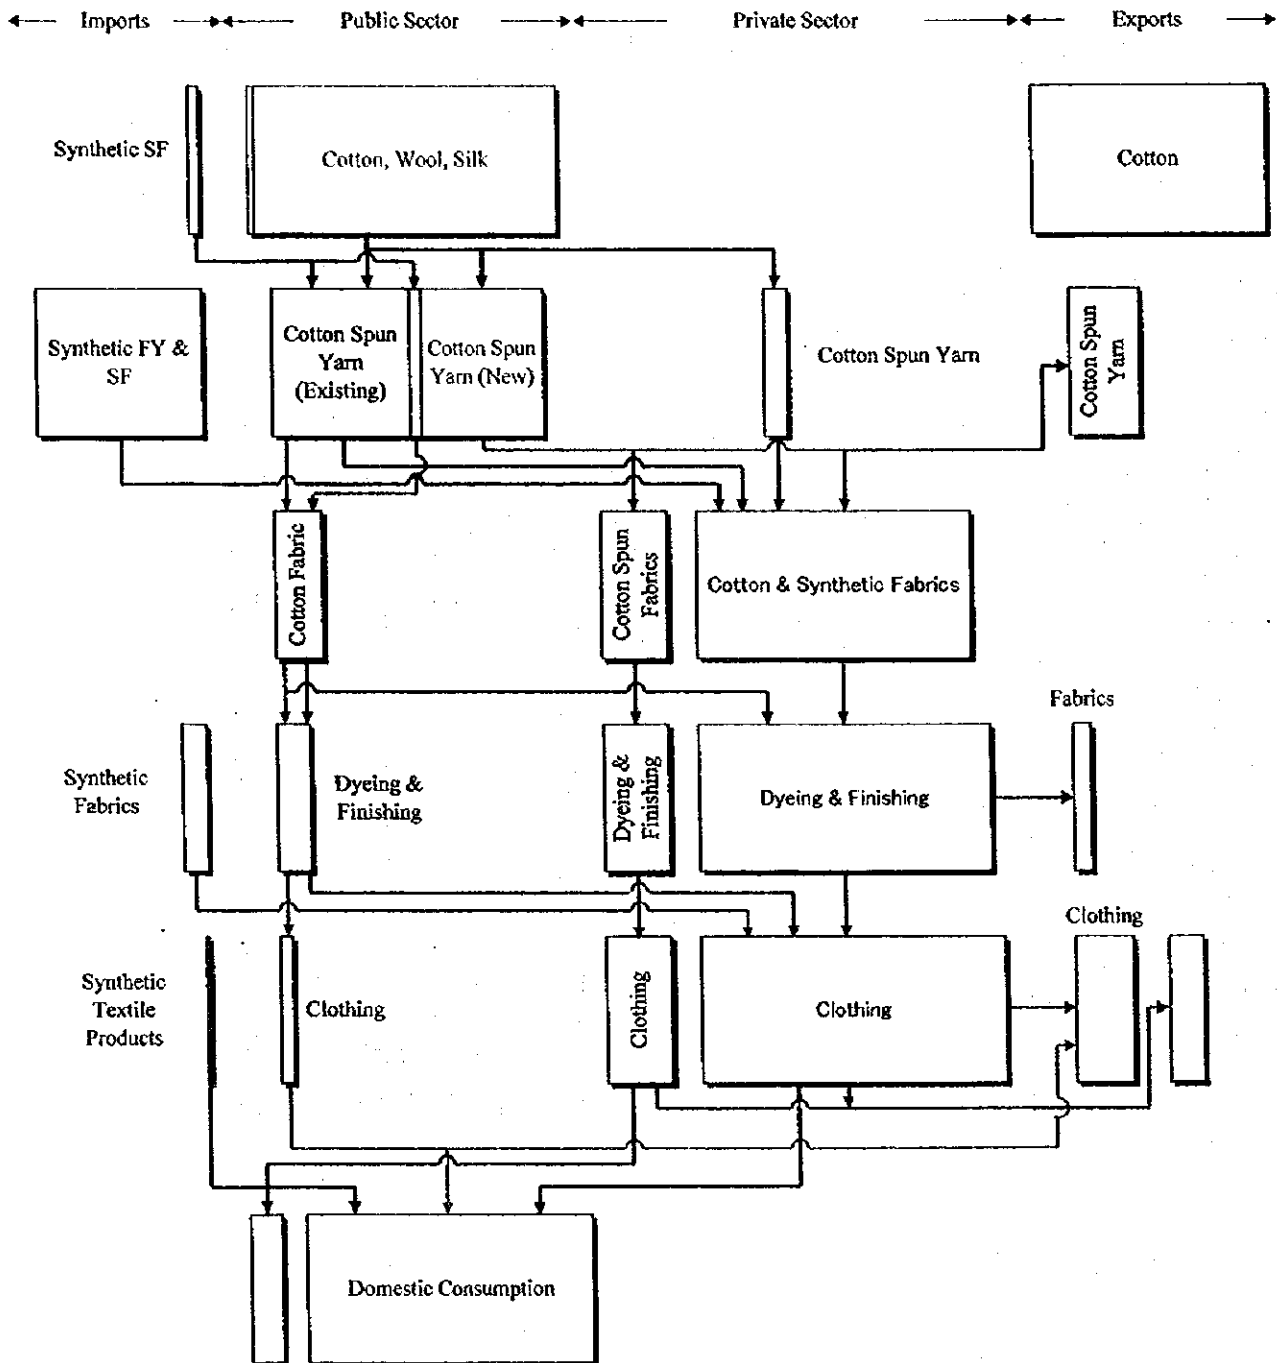 Imports
Public Sector
Private Sector
Exports
Synthetic SF
Cotton, Wool, Silk
Cotton
Synthetic FY &
SF
Cotton Spun
Yarn
(Existing)
Cotton Spun
Yarn (New)
Cotton Spun Yarn
Cotton Spun
Yarn
Cotton Fabric
Cotton Spun
Fabrics
Cotton & Synthetic Fabrics
Synthetic
Fabrics
Dyeing &
Finishing
Dyeing &
Finishing
Dyeing & Finishing
Fabrics
Synthetic
Textile
Products
Clothing
Clothing
Clothing
Clothing
Domestic Consumption